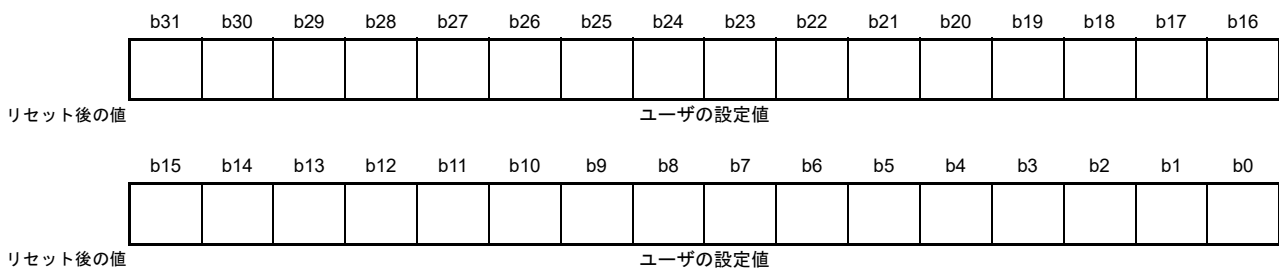 b31 b30 b29 b28 b27 b26 b25 b24 b23 b22 b21 b20 b19 b18 b17 b16
リセット後の値 ユーザの設定値
b15 b14 b13 b12 b11 b10 b9 b8 b7 b6 b5 b4 b3 b2 b1 b0
リセット後の値 ユーザの設定値